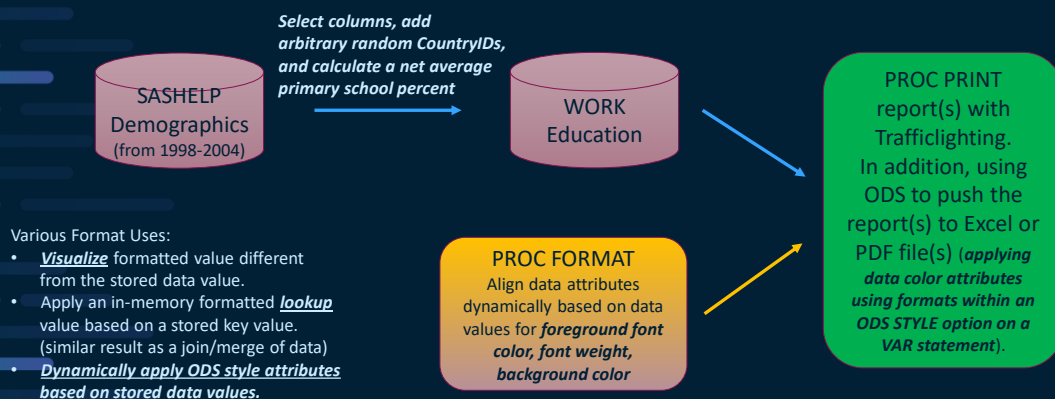 Select columns, add
arbitrary random CountryIDs,
and calculate a net average
primary school percent
SASHELP
Demographics
(from 1998-2004)
WORK
Education
PROC PRINT
report(s) with
Trafficlighting.
In addition, using
ODS to push the
report(s) to Excel or
PDF file(s) (applying
data color attributes
using formats within an
ODS STYLE option on a
VAR statement).
Various Format Uses:
• Visualize formatted value different
from the stored data value.
• Apply an in-memory formatted lookup
value based on a stored key value.
(similar result as a join/merge of data)
• Dynamically apply ODS style attributes
based on stored data values.
PROC FORMAT
Align data attributes
dynamically based on data
values for foreground font
color, font weight,
background color